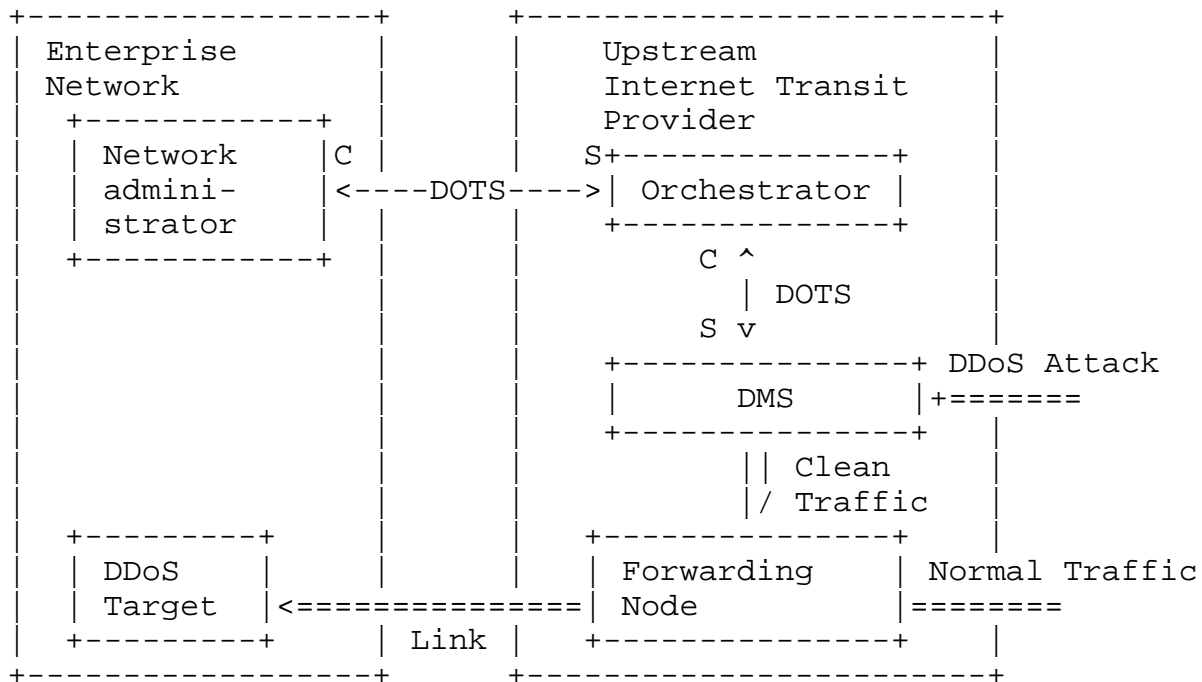 Enterprise
Network
Upstream
Internet Transit
Provider
Network
admini-
strator
C
S
<----DOTS---->
Orchestrator
C ^
| DOTS
S v
DDoS Attack
DMS
+=======
|| Clean
|/ Traffic
DDoS
Target
<===============
Link
Forwarding
Node
Normal Traffic
========